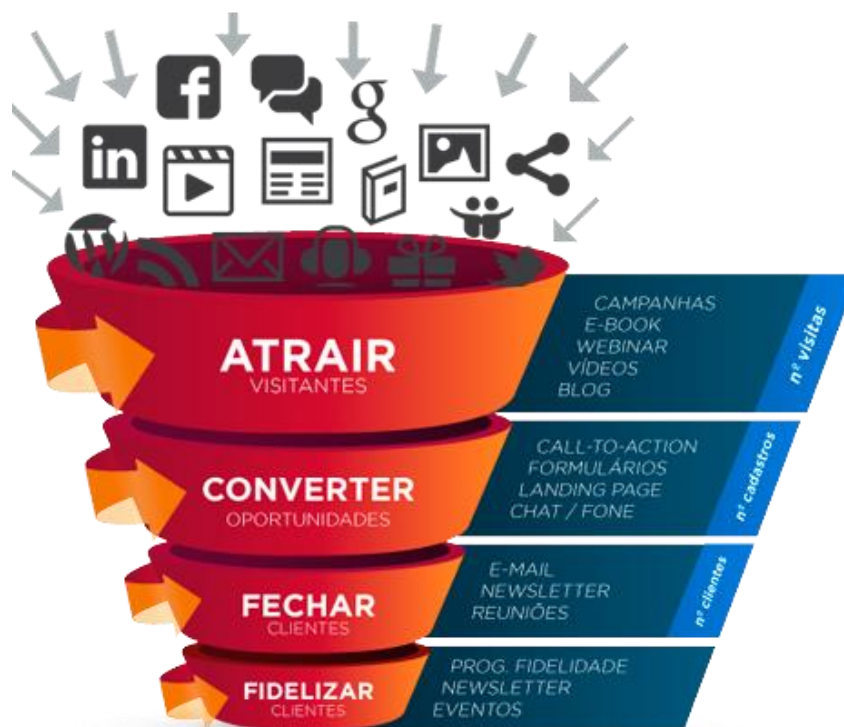 f
g
in
ATRAIR
VISITANTES
CAMPANHAS
E-BOOK
WEBINAR
VÍDEOS
BLOG
nº visitas
CONVERTER
OPORTUNIDADES
CALL-TO-ACTION
FORMULÁRIOS
LANDING PAGE
CHAT / FONE
nº cadastros
FECHAR
CLIENTES
E-MAIL
NEWSLETTER
REUNIÕES
nº clientes
FIDELIZAR
CLIENTES
PROG. FIDELIDADE
NEWSLETTER
EVENTOS